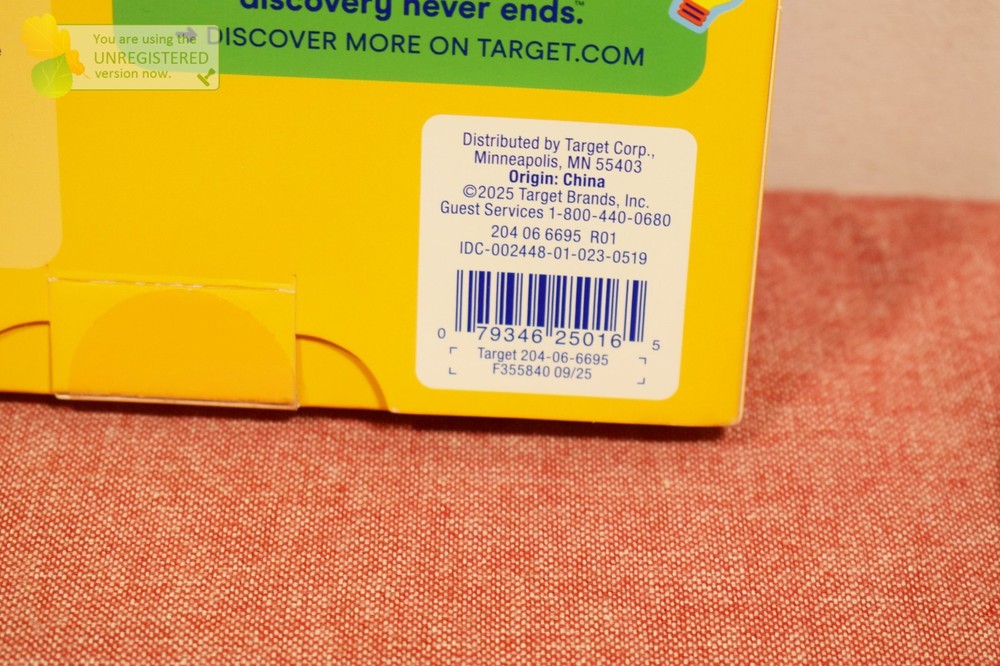 discovery never ends.™
DISCOVER MORE ON TARGET.COM
You are using the
UNREGISTERED
version now.
Distributed by Target Corp.,
Minneapolis, MN 55403
Origin: China
©2025 Target Brands, Inc.
Guest Services 1-800-440-0680
204 06 6695 R01
IDC-002448-01-023-0519
0 79346 25016 5
Target 204-06-6695
F355840 09/25